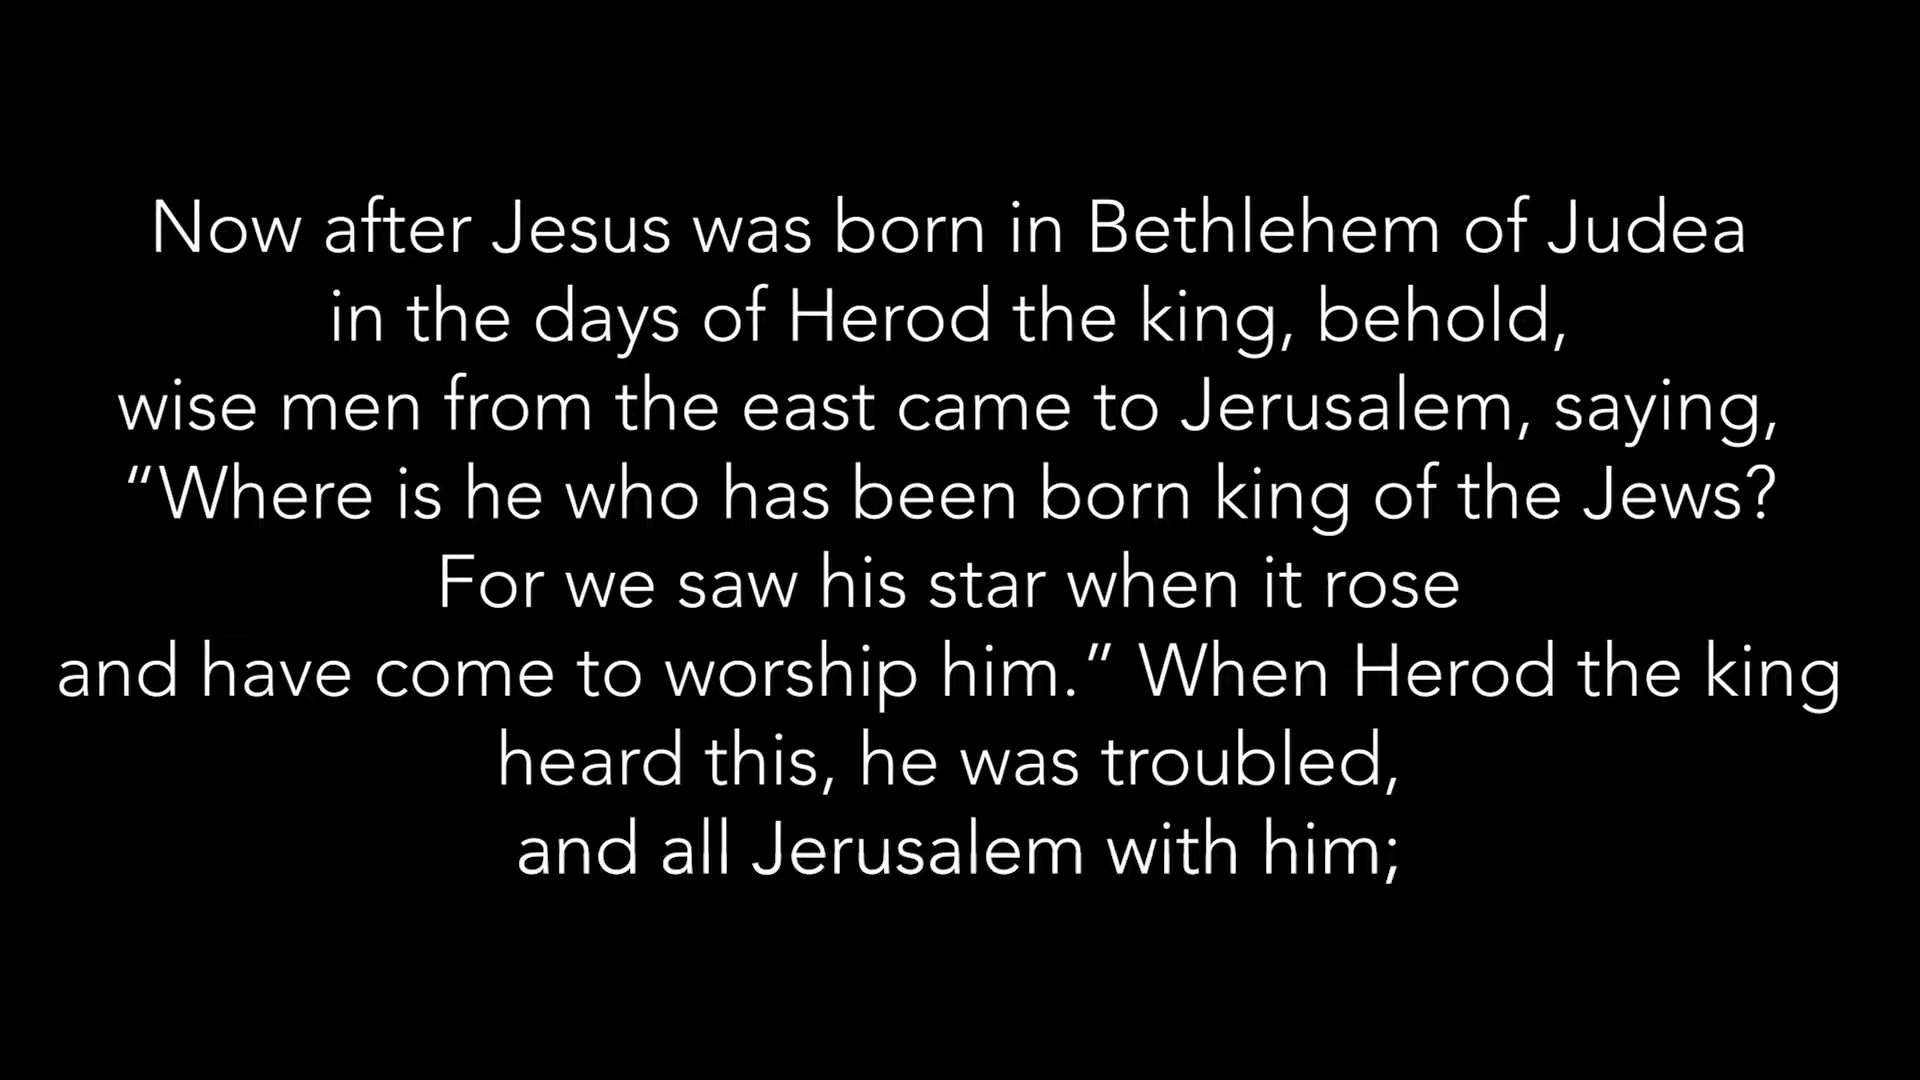 Now after Jesus was born in Bethlehem of Judea
in the days of Herod the king, behold,
wise men from the east came to Jerusalem, saying,
“Where is he who has been born king of the Jews?
For we saw his star when it rose
and have come to worship him.” When Herod the king
heard this, he was troubled,
and all Jerusalem with him;